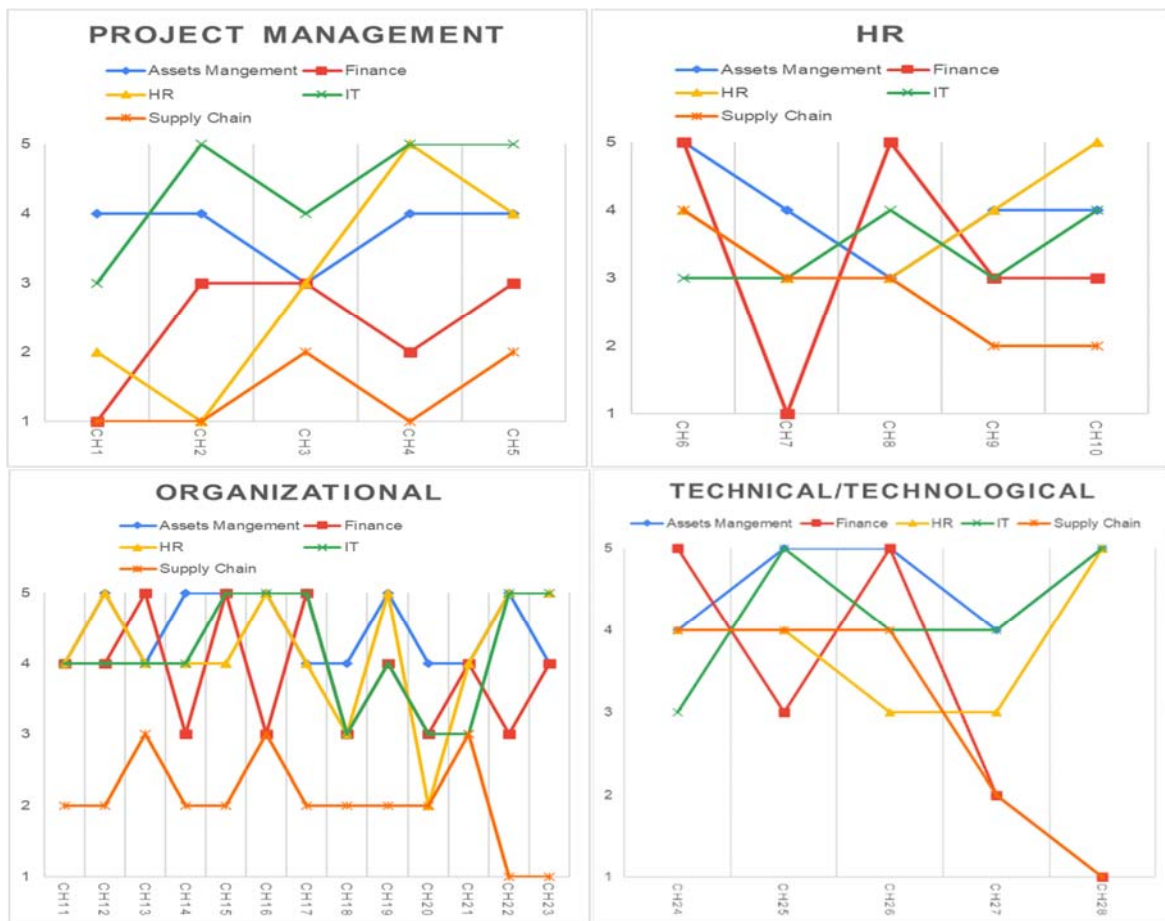 PROJECT MANAGEMENT
Assets Mangement Finance
HR IT
Supply Chain
5
4
3
2
1
CH1 CH2 CH3 CH4 CH5
HR
Assets Mangement Finance
HR IT
Supply Chain
5
4
3
2
1
CH6 CH7 CH8 CH9 CH10
ORGANIZATIONAL
Assets Mangement Finance
HR IT
Supply Chain
5
4
3
2
1
CH11 CH12 CH13 CH14 CH15 CH16 CH17 CH18 CH19 CH20 CH21 CH22 CH23
TECHNICAL/TECHNOLOGICAL
Assets Mangement Finance HR IT Supply Chain
5
4
3
2
1
CH24 CH25 CH26 CH27 CH28